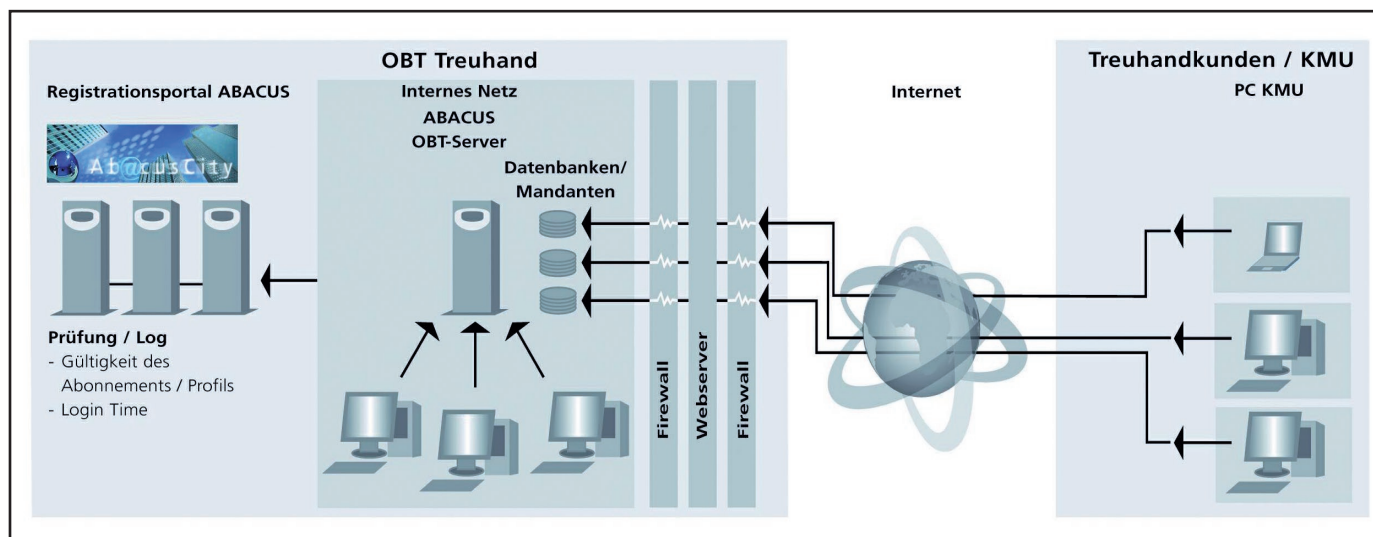 OBT Treuhand
Treuhandkunden / KMU
Registrationsportal ABACUS
Internes Netz
Internet
PC KMU
ABACUS
OBT-Server
Ab@cusCity
Datenbanken/
Mandanten
Prüfung / Log
- Gültigkeit des
Abonnements / Profils
- Login Time
Firewall
Webserver
Firewall